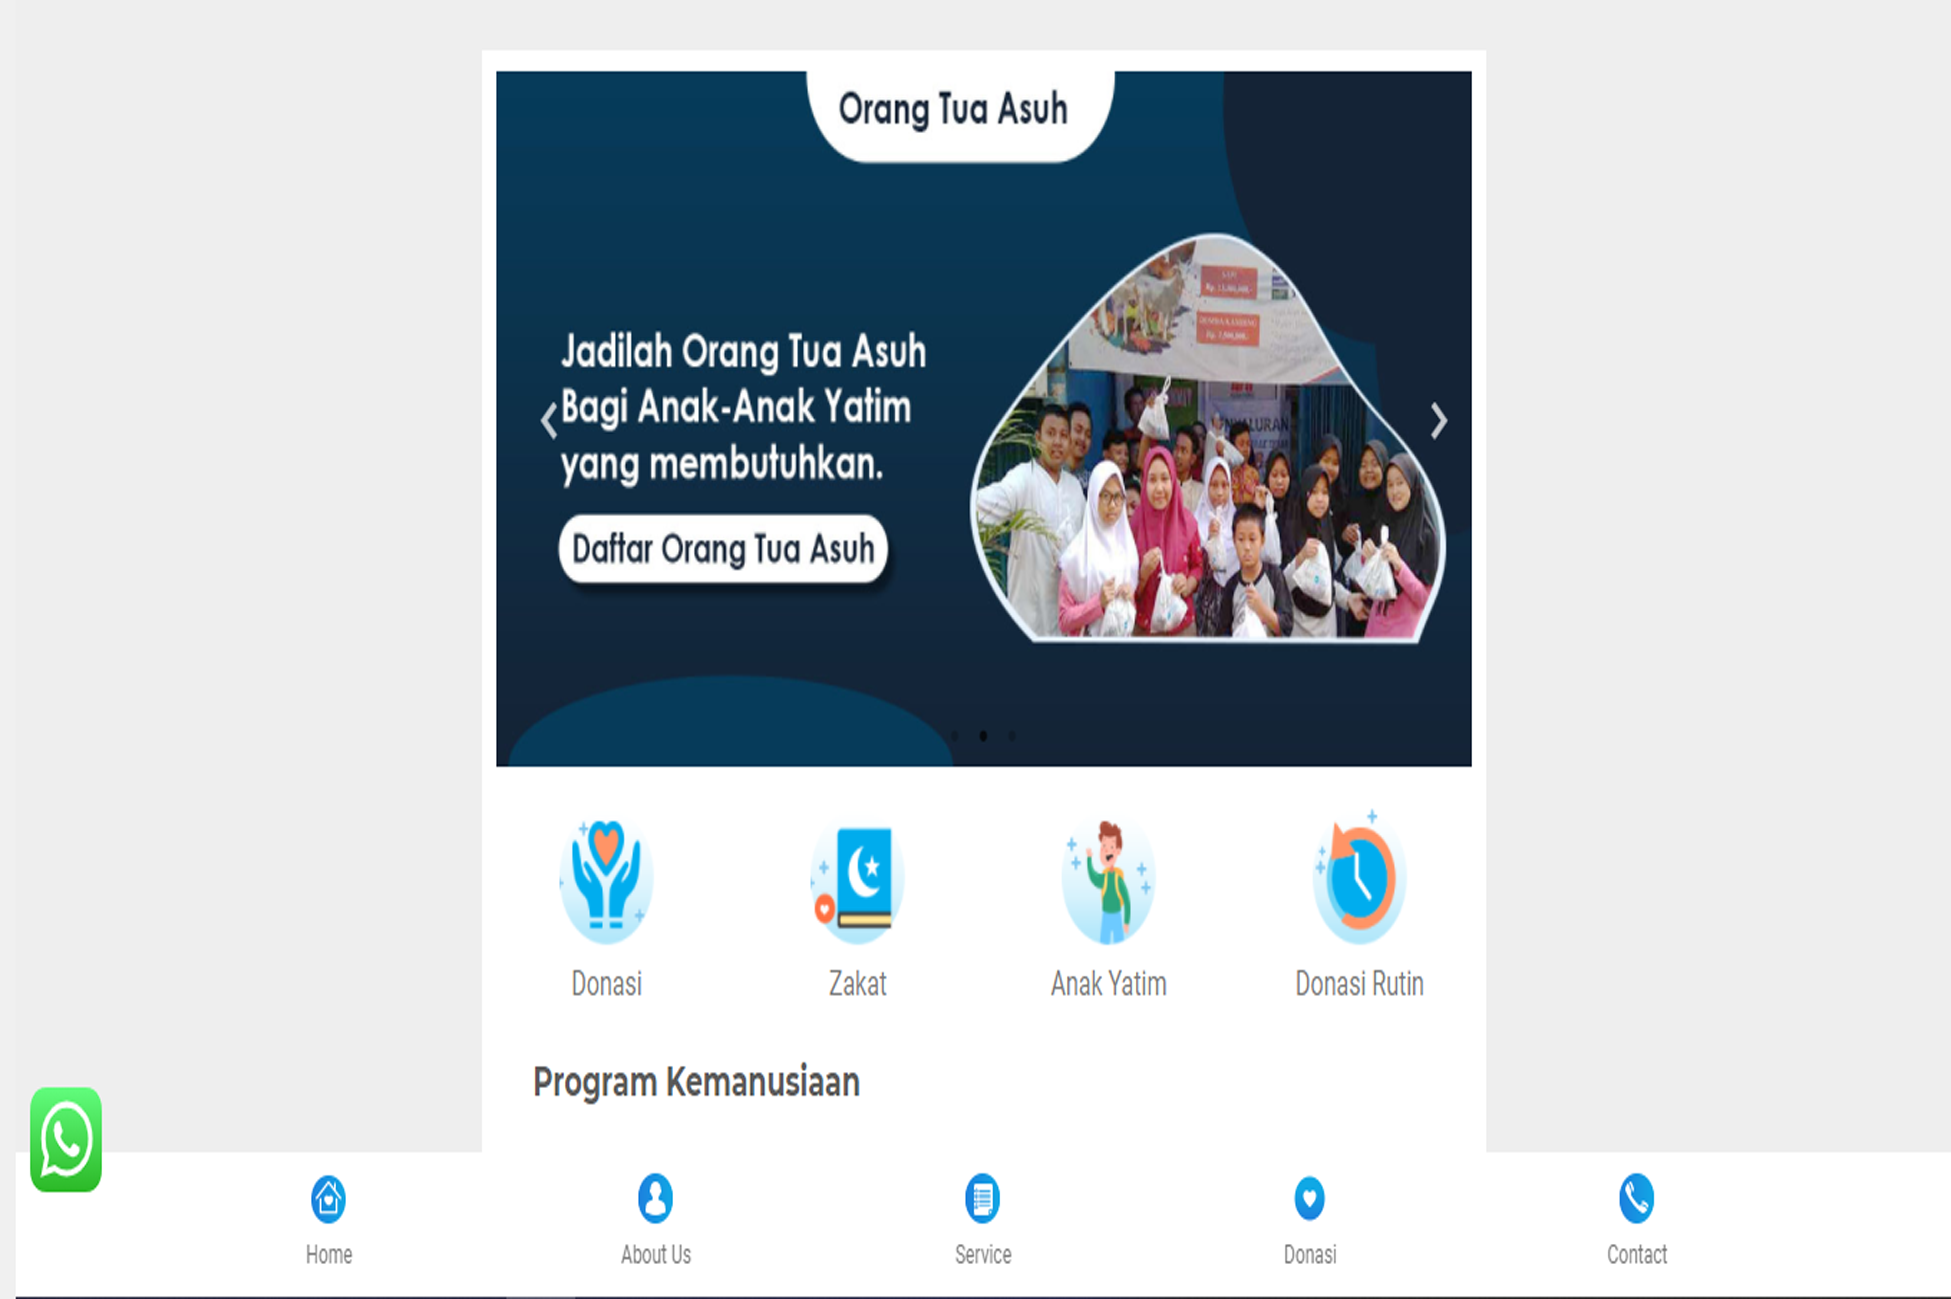 Orang Tua Asuh
Jadilah Orang Tua Asuh
Bagi Anak-Anak Yatim
yang membutuhkan.
Daftar Orang Tua Asuh
Donasi
Zakat
Anak Yatim
Donasi Rutin
Program Kemanusiaan
Home
About Us
Service
Donasi
Contact